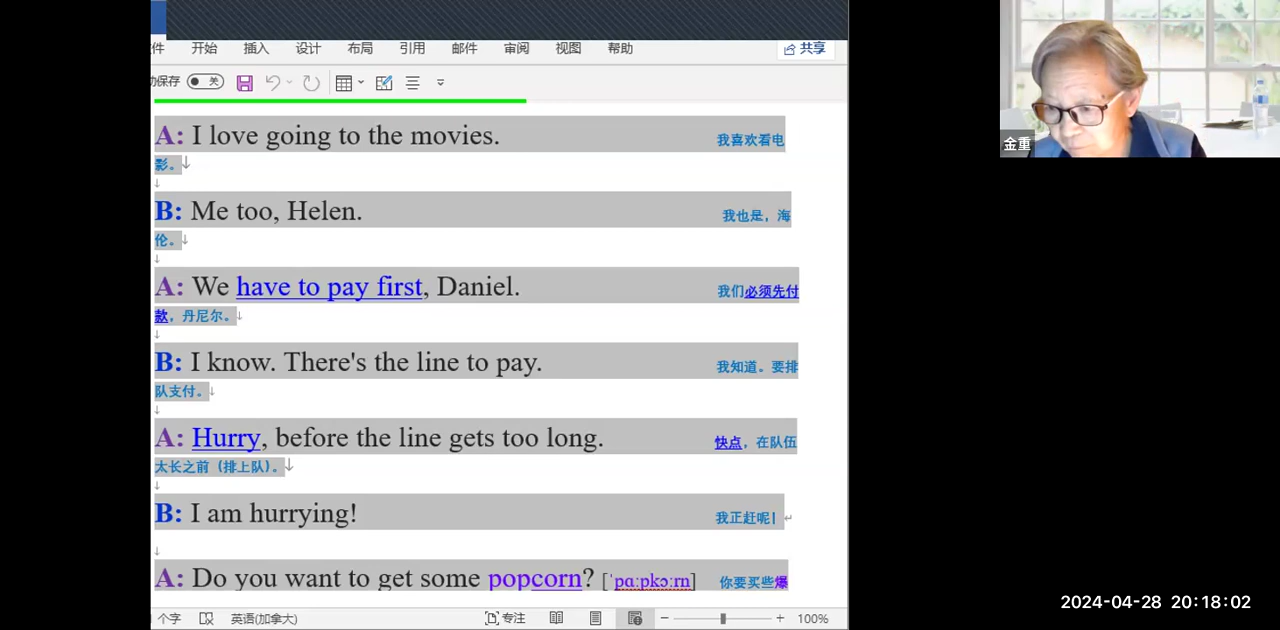 件 开始 插入 设计 布局 引用 邮件 审阅 视图 帮助 共享
动保存 关
A: I love going to the movies. 我喜欢看电
影。↓
↓
B: Me too, Helen. 我也是，海
伦。↓
↓
A: We have to pay first, Daniel. 我们必须先付
款，丹尼尔。↓
↓
B: I know. There's the line to pay. 我知道。要排
队支付。↓
↓
A: Hurry, before the line gets too long. 快点，在队伍
太长之前（排上队）。↓
↓
B: I am hurrying! 我正赶呢！↵
↓
A: Do you want to get some popcorn? [ˈpɑːpkɔːrn] 你要买些爆
个字 英语(加拿大) 专注 100%
金重
2024-04-28 20:18:02